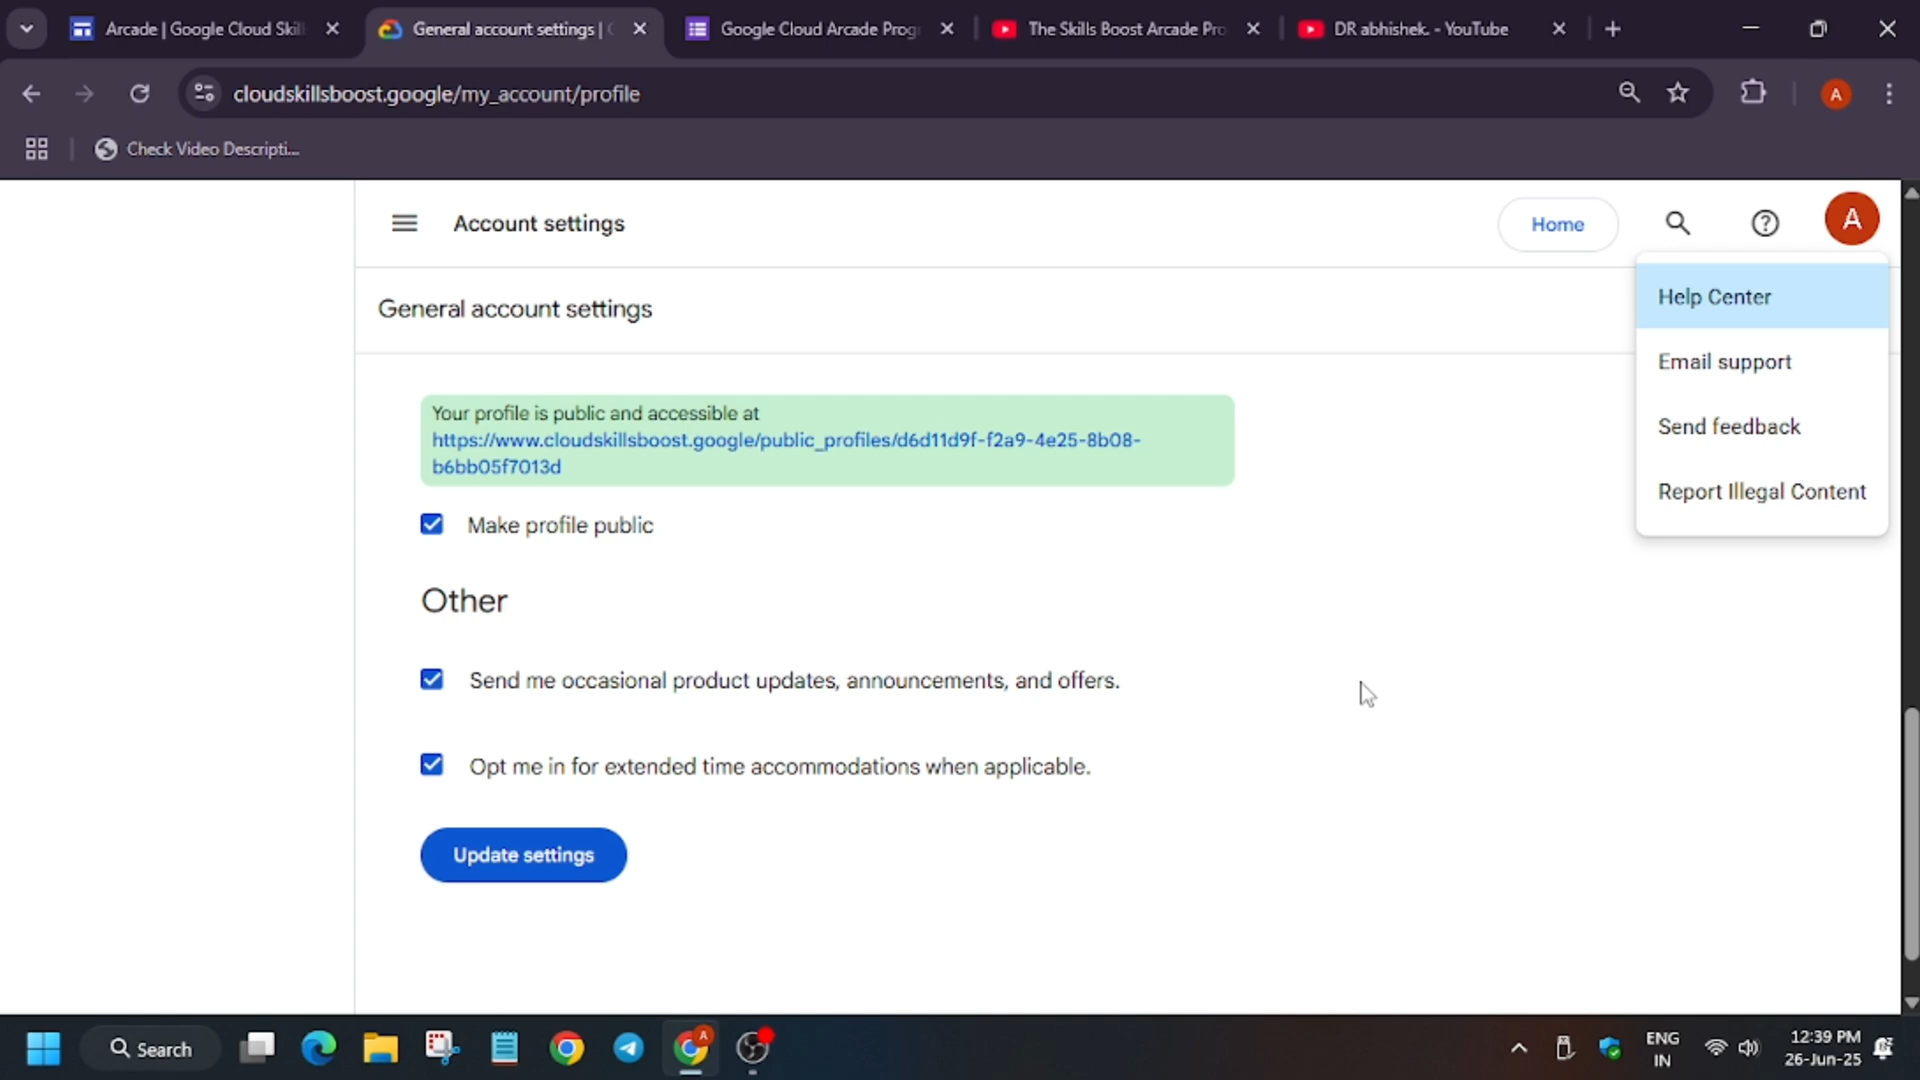 Arcade | Google Cloud Skil
General account settings | 
Google Cloud Arcade Progr
The Skills Boost Arcade Pro
DR abhishek. - YouTube
cloudskillsboost.google/my_account/profile
A
Check Video Descripti...
Account settings
Home
A
General account settings
Help Center
Email support
Send feedback
Report Illegal Content
Your profile is public and accessible at
https://www.cloudskillsboost.google/public_profiles/d6d11d9f-f2a9-4e25-8b08-
b6bb05f7013d
Make profile public
Other
Send me occasional product updates, announcements, and offers.
Opt me in for extended time accommodations when applicable.
Update settings
Search
A
ENG
IN
12:39 PM
26-Jun-25